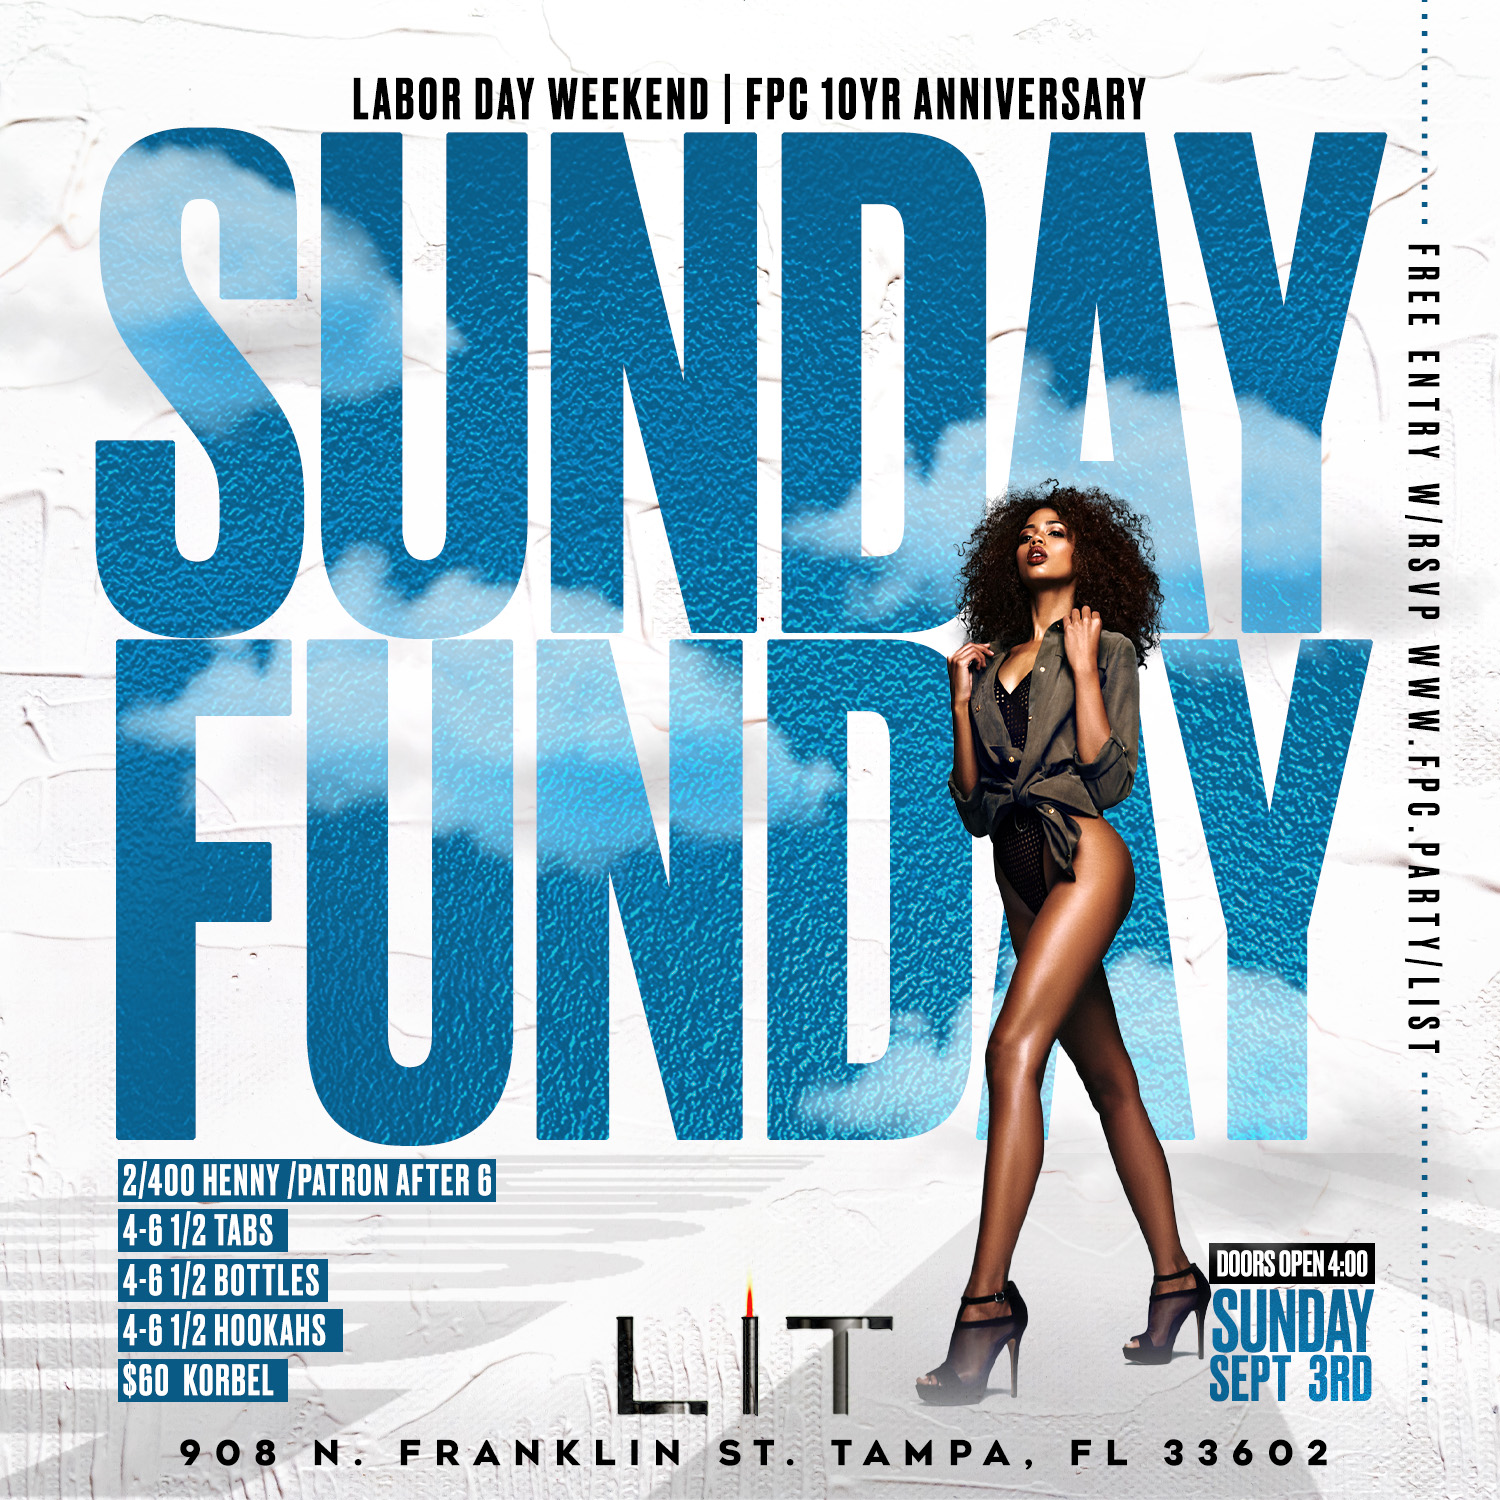 LABOR DAY WEEKEND | FPC 10YR ANNIVERSARY
SUNDAY
FUNDAY
FREE ENTRY W/RSVP WWW.FPC.PARTY/LIST
2/400 HENNY /PATRON AFTER 6
4-6 1/2 TABS
4-6 1/2 BOTTLES
4-6 1/2 HOOKAHS
$60 KORBEL
LIT
DOORS OPEN 4:00
SUNDAY
SEPT 3RD
908 N. FRANKLIN ST. TAMPA, FL 33602